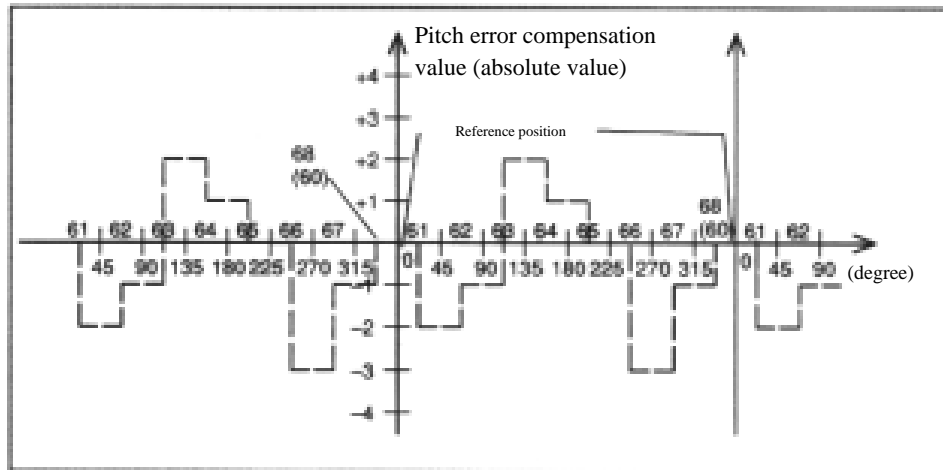 Pitch error compensation
value (absolute value)
+4
+3
Reference position
+2
68
(60)
+1
68
(60)
61 62 63 64 65 66 67 61 62 63 64 65 66 67 61 62
45 90 135 180 225 270 315 0 45 90 135 180 225 270 315 0 45 90
(degree)
-1
-2
-3
-4